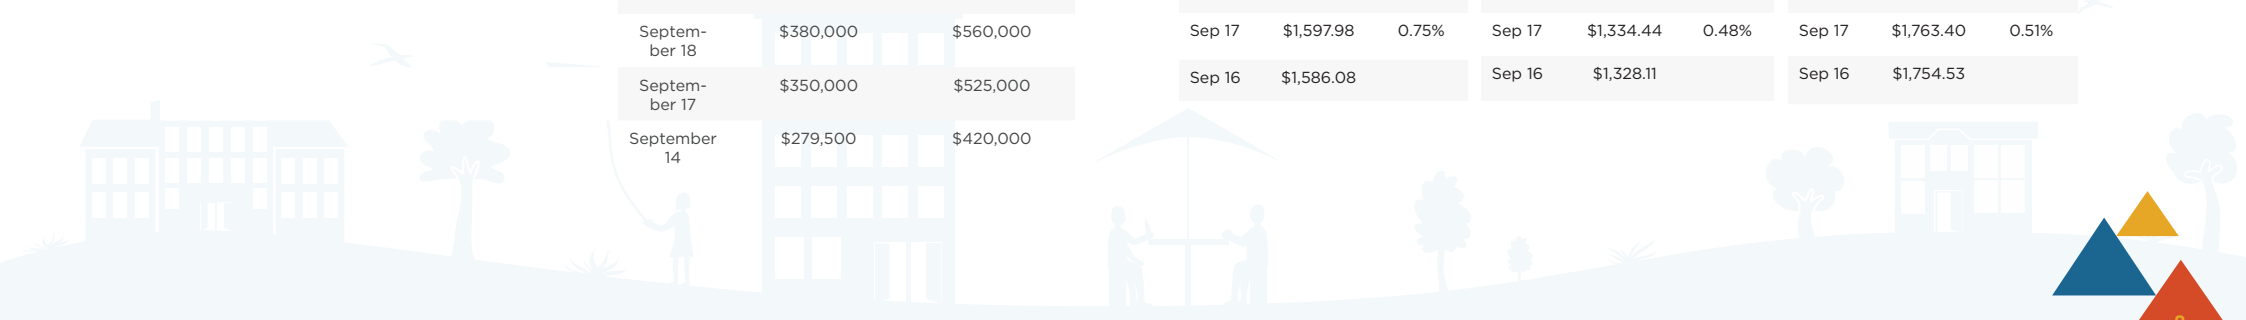 Septem-
ber 18 $380,000 $560,000
Septem-
ber 17 $350,000 $525,000
September
14 $279,500 $420,000
Sep 17 $1,597.98 0.75%
Sep 16 $1,586.08
Sep 17 $1,334.44 0.48%
Sep 16 $1,328.11
Sep 17 $1,763.40 0.51%
Sep 16 $1,754.53